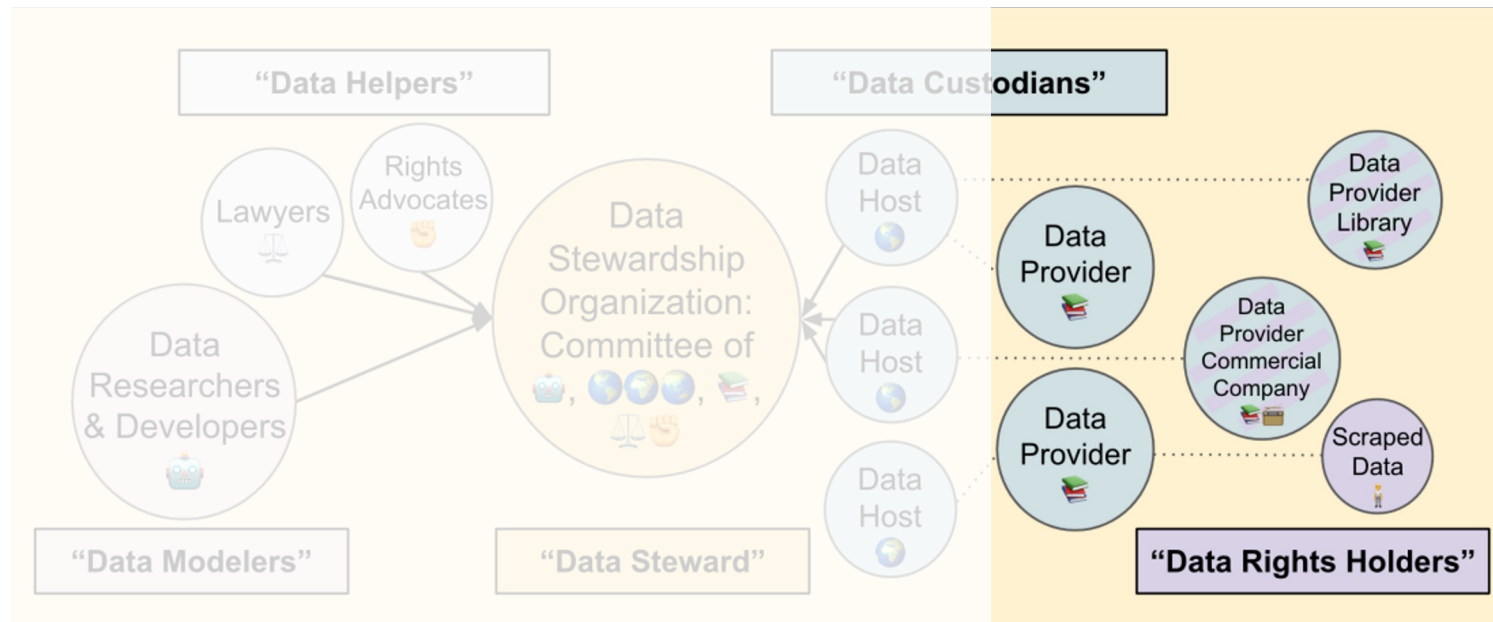 “Data Helpers”
“Data Custodians”
Rights
Advocates
Lawyers
Data
Researchers
& Developers
Data
Stewardship
Organization:
Committee of
, , ,
Data
Host
Data
Host
Data
Host
Data
Provider
Data
Provider
Data
Provider
Library
Data
Provider
Commercial
Company
Scraped
Data
“Data Modelers”
“Data Steward”
“Data Rights Holders”